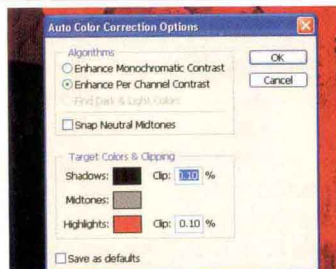 Auto Color Correction Options
Algorithms
Enhance Monochromatic Contrast
Enhance Per Channel Contrast
Find Dark & Light Colors
Snap Neutral Midtones
OK
Cancel
Target Colors & Clipping
Shadows: Clip: 0.10 %
Midtones:
Highlights: Clip: 0.10 %
Save as defaults